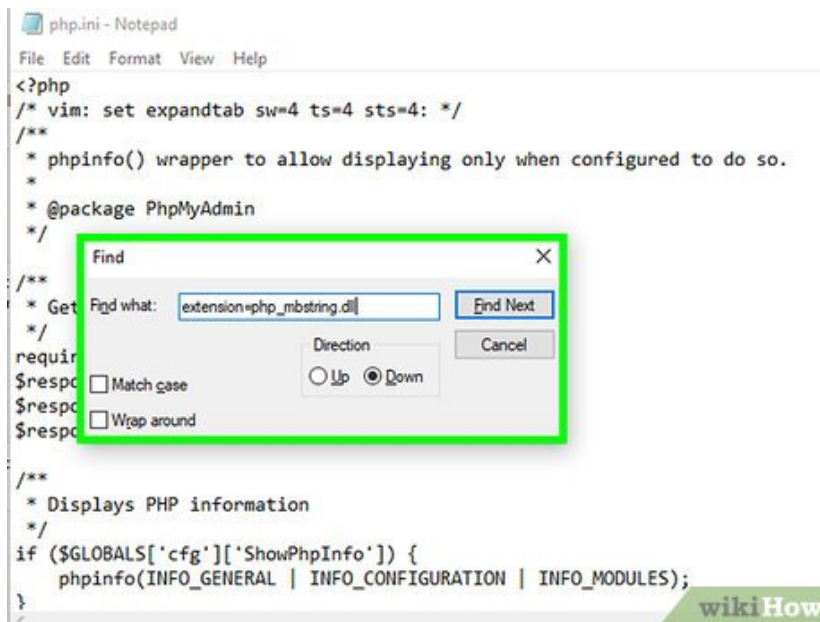 php.ini - Notepad
File Edit Format View Help
<?php
/* vim: set expandtab sw=4 ts=4 sts=4: */
/**
* phpinfo() wrapper to allow displaying only when configured to do so.
*
* @package PhpMyAdmin
*/
Find
/**
* Get
Find what: extension=php_mbstring.dll Find Next
*/
Direction Cancel
requir
Match case Up Down
$respo
$respo
Wrap around
$respo
/**
* Displays PHP information
*/
if ($GLOBALS['cfg']['ShowPhpInfo']) {
phpinfo(INFO_GENERAL | INFO_CONFIGURATION | INFO_MODULES);
}
wikiHow